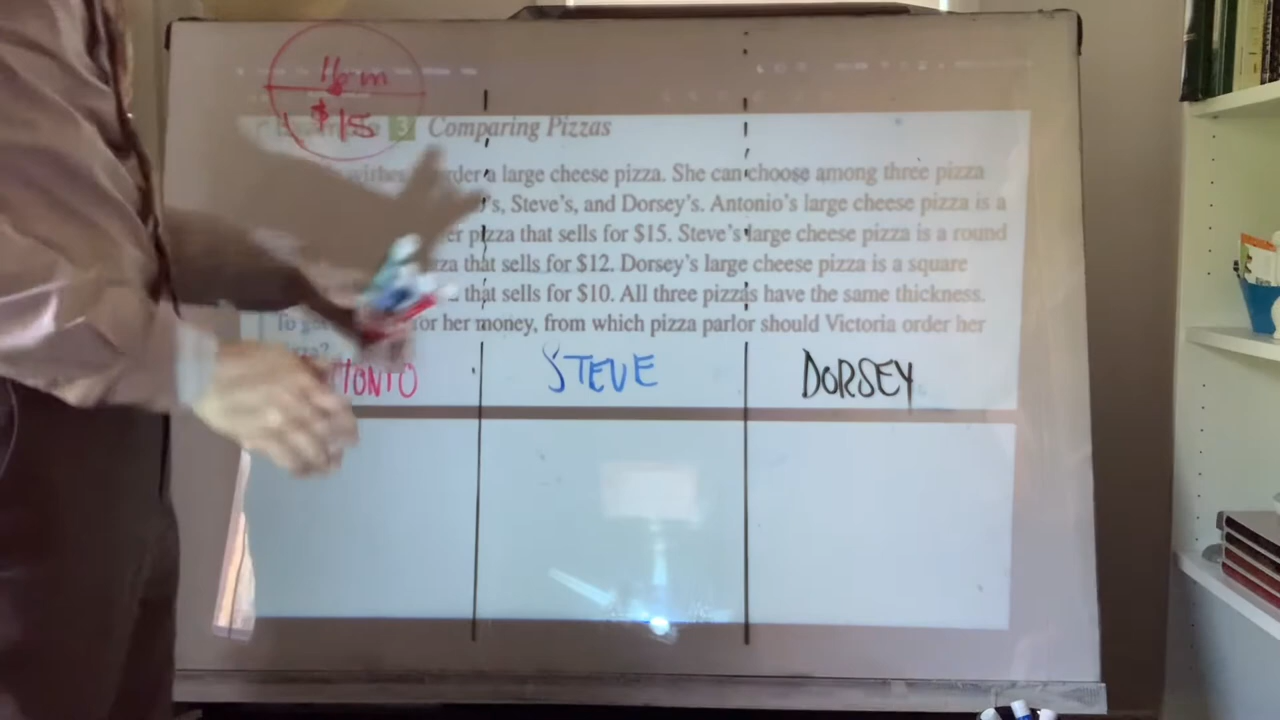 16 in
$15
3 Comparing Pizzas
a large cheese pizza. She can choose among three pizza
Steve's, and Dorsey's. Antonio's large cheese pizza is a
pizza that sells for $15. Steve's large cheese pizza is a round
that sells for $12. Dorsey's large cheese pizza is a square
that sells for $10. All three pizzas have the same thickness.
for her money, from which pizza parlor should Victoria order her
STEVE DORSEY